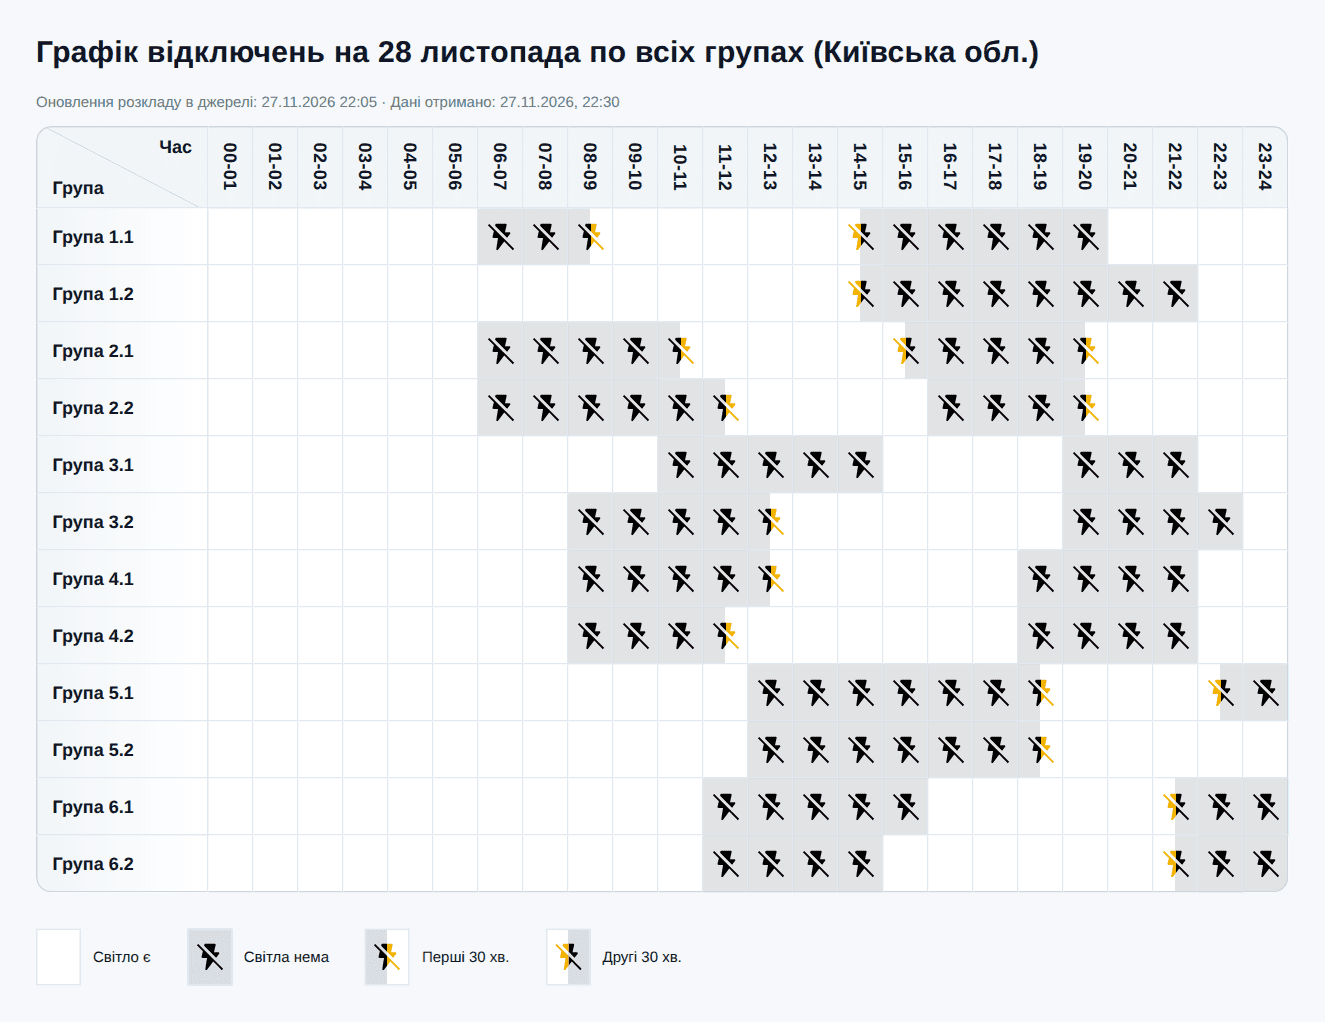 Графік відключень на 28 листопада по всіх групах (Київська обл.)
Оновлення розкладу в джерелі: 27.11.2026 22:05 · Дані отримано: 27.11.2026, 22:30
Час
Група
00-01 01-02 02-03 03-04 04-05 05-06 06-07 07-08 08-09 09-10 10-11 11-12 12-13 13-14 14-15 15-16 16-17 17-18 18-19 19-20 20-21 21-22 22-23 23-24
Група 1.1
Група 1.2
Група 2.1
Група 2.2
Група 3.1
Група 3.2
Група 4.1
Група 4.2
Група 5.1
Група 5.2
Група 6.1
Група 6.2
Світло є Світла нема Перші 30 хв. Другі 30 хв.